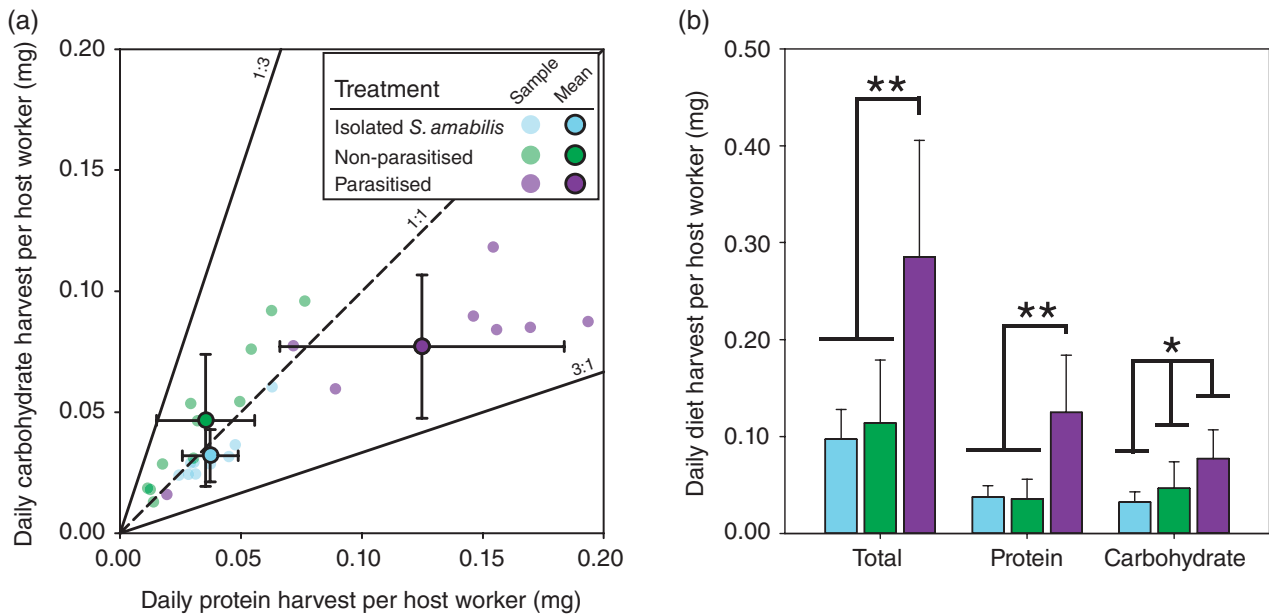 (a)
Daily carbohydrate harvest per host worker (mg)
0.20
0.15
0.10
0.05
0.00
0.00 0.05 0.10 0.15 0.20
Daily protein harvest per host worker (mg)
1:3
1:1
3:1
Treatment Sample Mean
Isolated S. amabilis
Non-parasitised
Parasitised
(b)
Daily diet harvest per host worker (mg)
0.50
0.40
0.30
0.20
0.10
0.00
**
**
*
Total Protein Carbohydrate